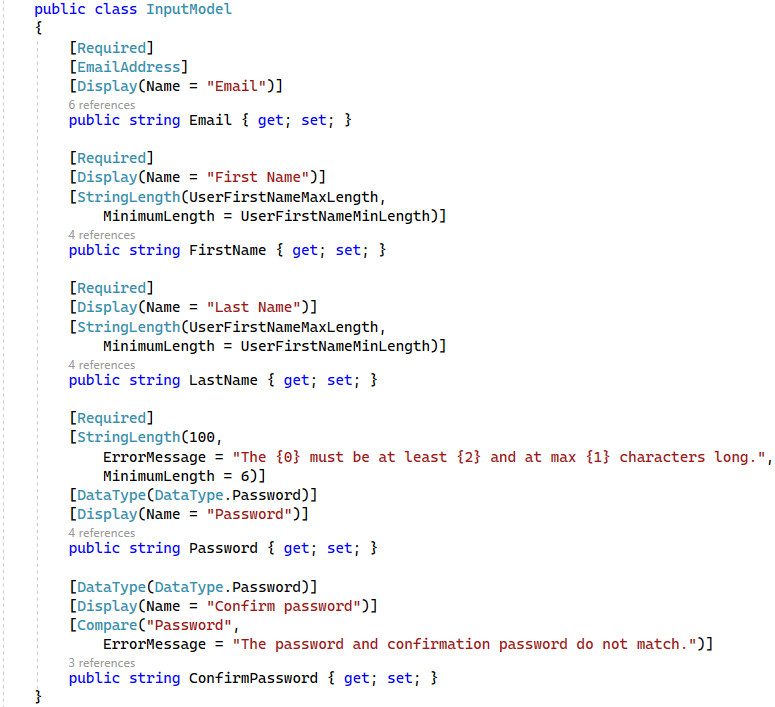 public class InputModel
{
[Required]
[EmailAddress]
[Display(Name = "Email")]
6 references
public string Email { get; set; }
[Required]
[Display(Name = "First Name")]
[StringLength(UserFirstNameMaxLength,
MinimumLength = UserFirstNameMinLength)]
4 references
public string FirstName { get; set; }
[Required]
[Display(Name = "Last Name")]
[StringLength(UserFirstNameMaxLength,
MinimumLength = UserFirstNameMinLength)]
4 references
public string LastName { get; set; }
[Required]
[StringLength(100,
ErrorMessage = "The {0} must be at least {2} and at max {1} characters long.",
MinimumLength = 6)]
[DataType(DataType.Password)]
[Display(Name = "Password")]
4 references
public string Password { get; set; }
[DataType(DataType.Password)]
[Display(Name = "Confirm password")]
[Compare("Password",
ErrorMessage = "The password and confirmation password do not match.")]
3 references
public string ConfirmPassword { get; set; }
}